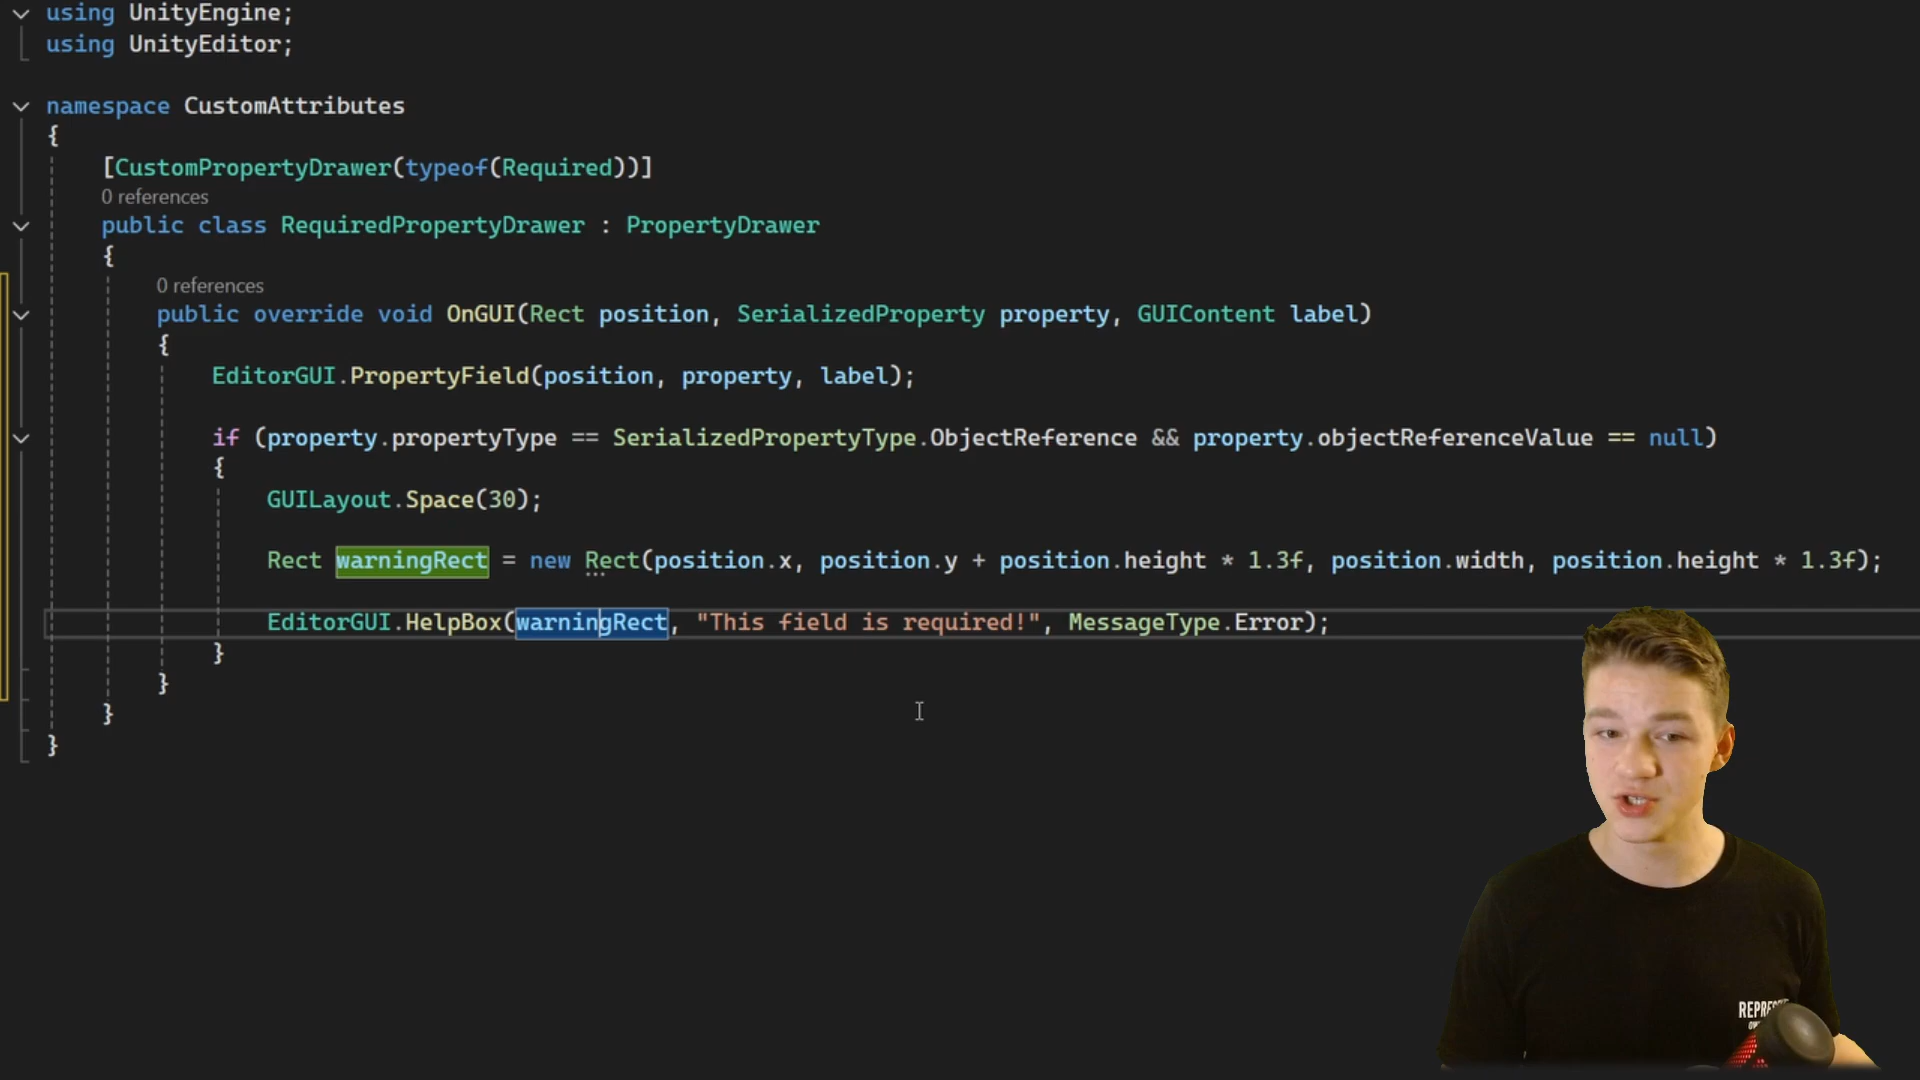 using UnityEngine;
using UnityEditor;
namespace CustomAttributes
{
[CustomPropertyDrawer(typeof(Required))]
0 references
public class RequiredPropertyDrawer : PropertyDrawer
{
0 references
public override void OnGUI(Rect position, SerializedProperty property, GUIContent label)
{
EditorGUI.PropertyField(position, property, label);
if (property.propertyType == SerializedPropertyType.ObjectReference && property.objectReferenceValue == null)
{
GUILayout.Space(30);
Rect warningRect = new Rect(position.x, position.y + position.height * 1.3f, position.width, position.height * 1.3f);
EditorGUI.HelpBox(warningRect, "This field is required!", MessageType.Error);
}
}
}
}